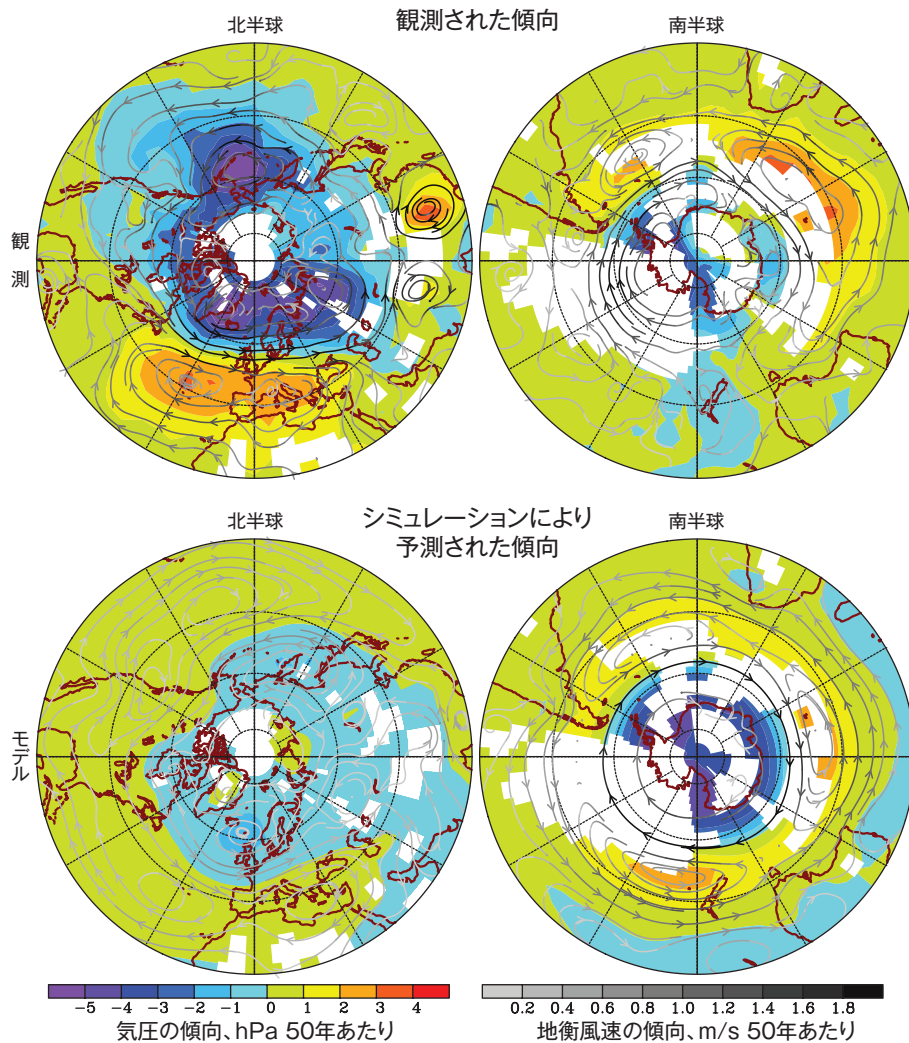 観測された傾向
北半球
南半球
観測
シミュレーションにより
予測された傾向
北半球
南半球
モデル
-5 -4 -3 -2 -1 0 1 2 3 4
気圧の傾向、hPa 50年あたり
0.2 0.4 0.6 0.8 1.0 1.2 1.4 1.6 1.8
地衡風速の傾向、m/s 50年あたり